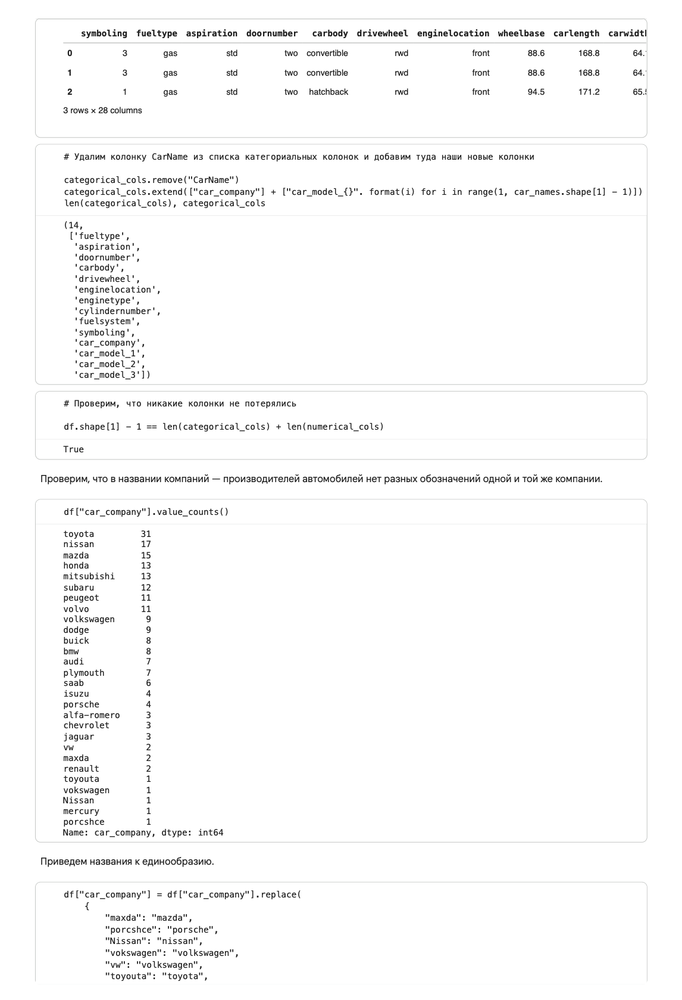 symboling fueltype aspiration doornumber carbody drivewheel enginelocation wheelbase carlength carwidth
0 3 gas std two convertible rwd front 88.6 168.8 64.
1 3 gas std two convertible rwd front 88.6 168.8 64.
2 1 gas std two hatchback rwd front 94.5 171.2 65.
3 rows × 28 columns
# Удалим колонку CarName из списка категориальных колонок и добавим туда наши новые колонки
categorical_cols.remove("CarName")
categorical_cols.extend(["car_company"] + ["car_model_{}". format(i) for i in range(1, car_names.shape[1] - 1)])
len(categorical_cols), categorical_cols
(14,
['fueltype',
'aspiration',
'doornumber',
'carbody',
'drivewheel',
'enginelocation',
'enginetype',
'cylindernumber',
'fuelsystem',
'symboling',
'car_company',
'car_model_1',
'car_model_2',
'car_model_3'])
# Проверим, что никакие колонки не потерялись
df.shape[1] - 1 == len(categorical_cols) + len(numerical_cols)
True
Проверим, что в названии компаний — производителей автомобилей нет разных обозначений одной и той же компании.
df["car_company"].value_counts()
toyota 31
nissan 17
mazda 15
honda 13
mitsubishi 13
subaru 12
peugeot 11
volvo 11
volkswagen 9
dodge 9
buick 8
bmw 8
audi 7
plymouth 7
saab 6
isuzu 4
porsche 4
alfa-romero 3
chevrolet 3
jaguar 3
vw 2
maxda 2
renault 2
toyouta 1
vokswagen 1
Nissan 1
mercury 1
porcshce 1
Name: car_company, dtype: int64
Приведем названия к единообразию.
df["car_company"] = df["car_company"].replace(
{
"maxda": "mazda",
"porcshce": "porsche",
"Nissan": "nissan",
"vokswagen": "volkswagen",
"vw": "volkswagen",
"toyouta": "toyota",